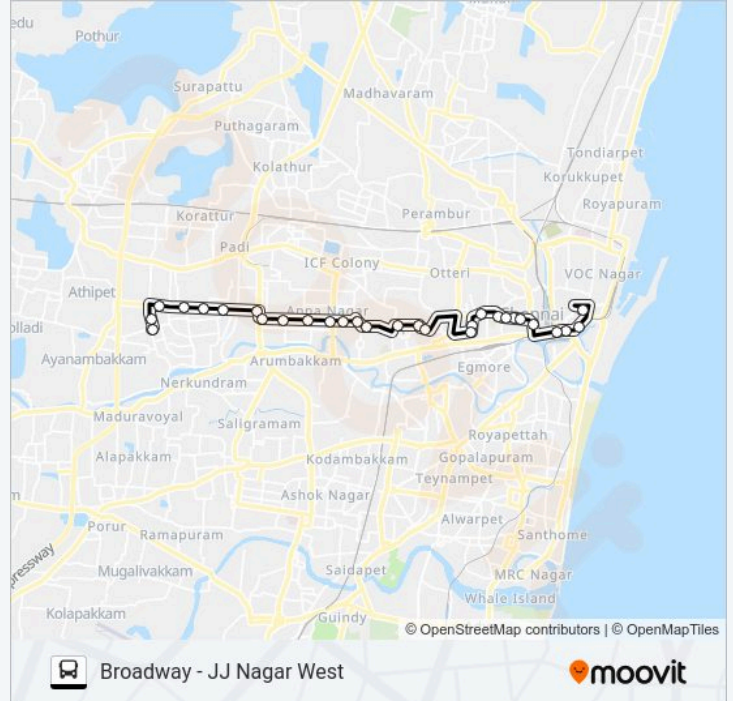 edu
Pothur
Surapattu
Madhavaram
Puthagaram
Kolathur
Tondiarpet
Korukkupet
Royapuram
Korattur
Perambur
Padi
ICF Colony
Otteri
VOC Nagar
Athipet
Anna Nagar
Chennai
olladi
Ayanambakkam
Arumbakkam
Egmore
Nerkundram
Maduravoyal
Saligramam
Royapettah
Alapakkam
Kodambakkam
Gopalapuram
Teynampet
m
Ashok Nagar
Alwarpet
Porur
Ramapuram
Santhome
pressway
Mugalivakkam
Saidapet
MRC Nagar
Whale Island
Kolapakkam
Guindy
© OpenStreetMap contributors | © OpenMapTiles
Broadway - JJ Nagar West
moovit